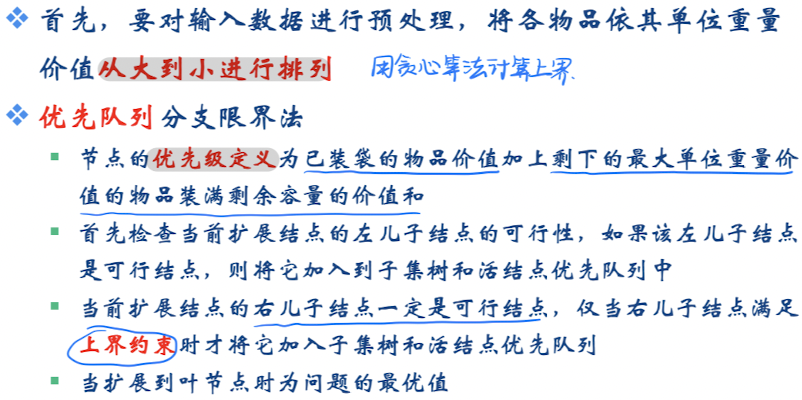 首先，要对输入数据进行预处理，将各物品依其单位重量
价值从大到小进行排列 用贪心算法计算上界.
优先队列分支限界法
节点的优先级定义为已装袋的物品价值加上剩下的最大单位重量价
值的物品装满剩余容量的价值和
首先检查当前扩展结点的左儿子结点的可行性，如果该左儿子结点
是可行结点，则将它加入到子集树和活结点优先队列中
当前扩展结点的右儿子结点一定是可行结点，仅当右儿子结点满足
上界约束时才将它加入子集树和活结点优先队列
当扩展到叶节点时为问题的最优值